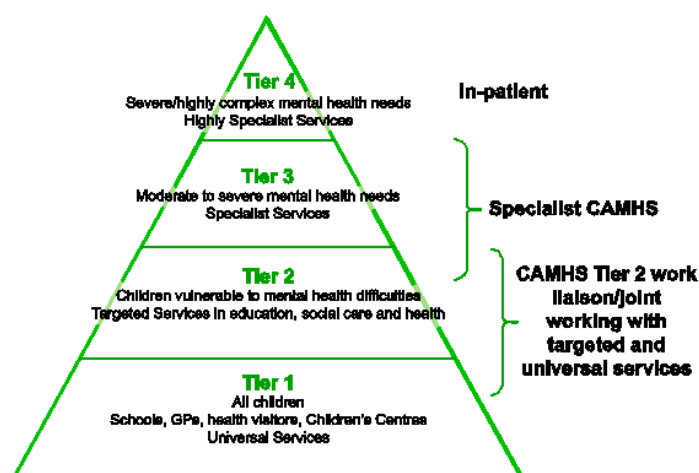 Tier 4
Severe/highly complex mental health needs
Highly Specialist Services
In-patient
Tier 3
Moderate to severe mental health needs
Specialist Services
Specialist CAMHS
Tier 2
Children vulnerable to mental health difficulties
Targeted Services in education, social care and health
CAMHS Tier 2 work
liaison/joint
working with
targeted and
universal services
Tier 1
All children
Schools, GPs, health visitors, Children's Centres
Universal Services